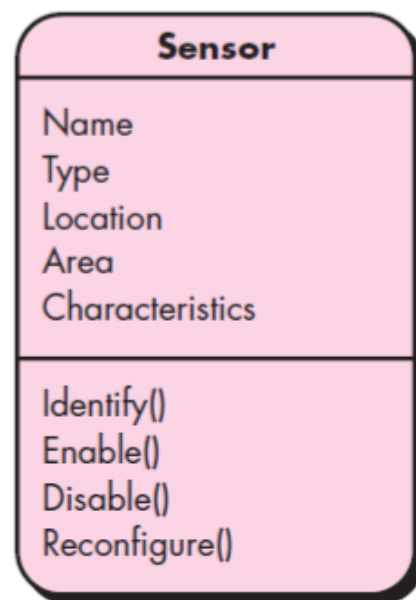 Sensor
Name
Type
Location
Area
Characteristics
Identify()
Enable()
Disable()
Reconfigure()